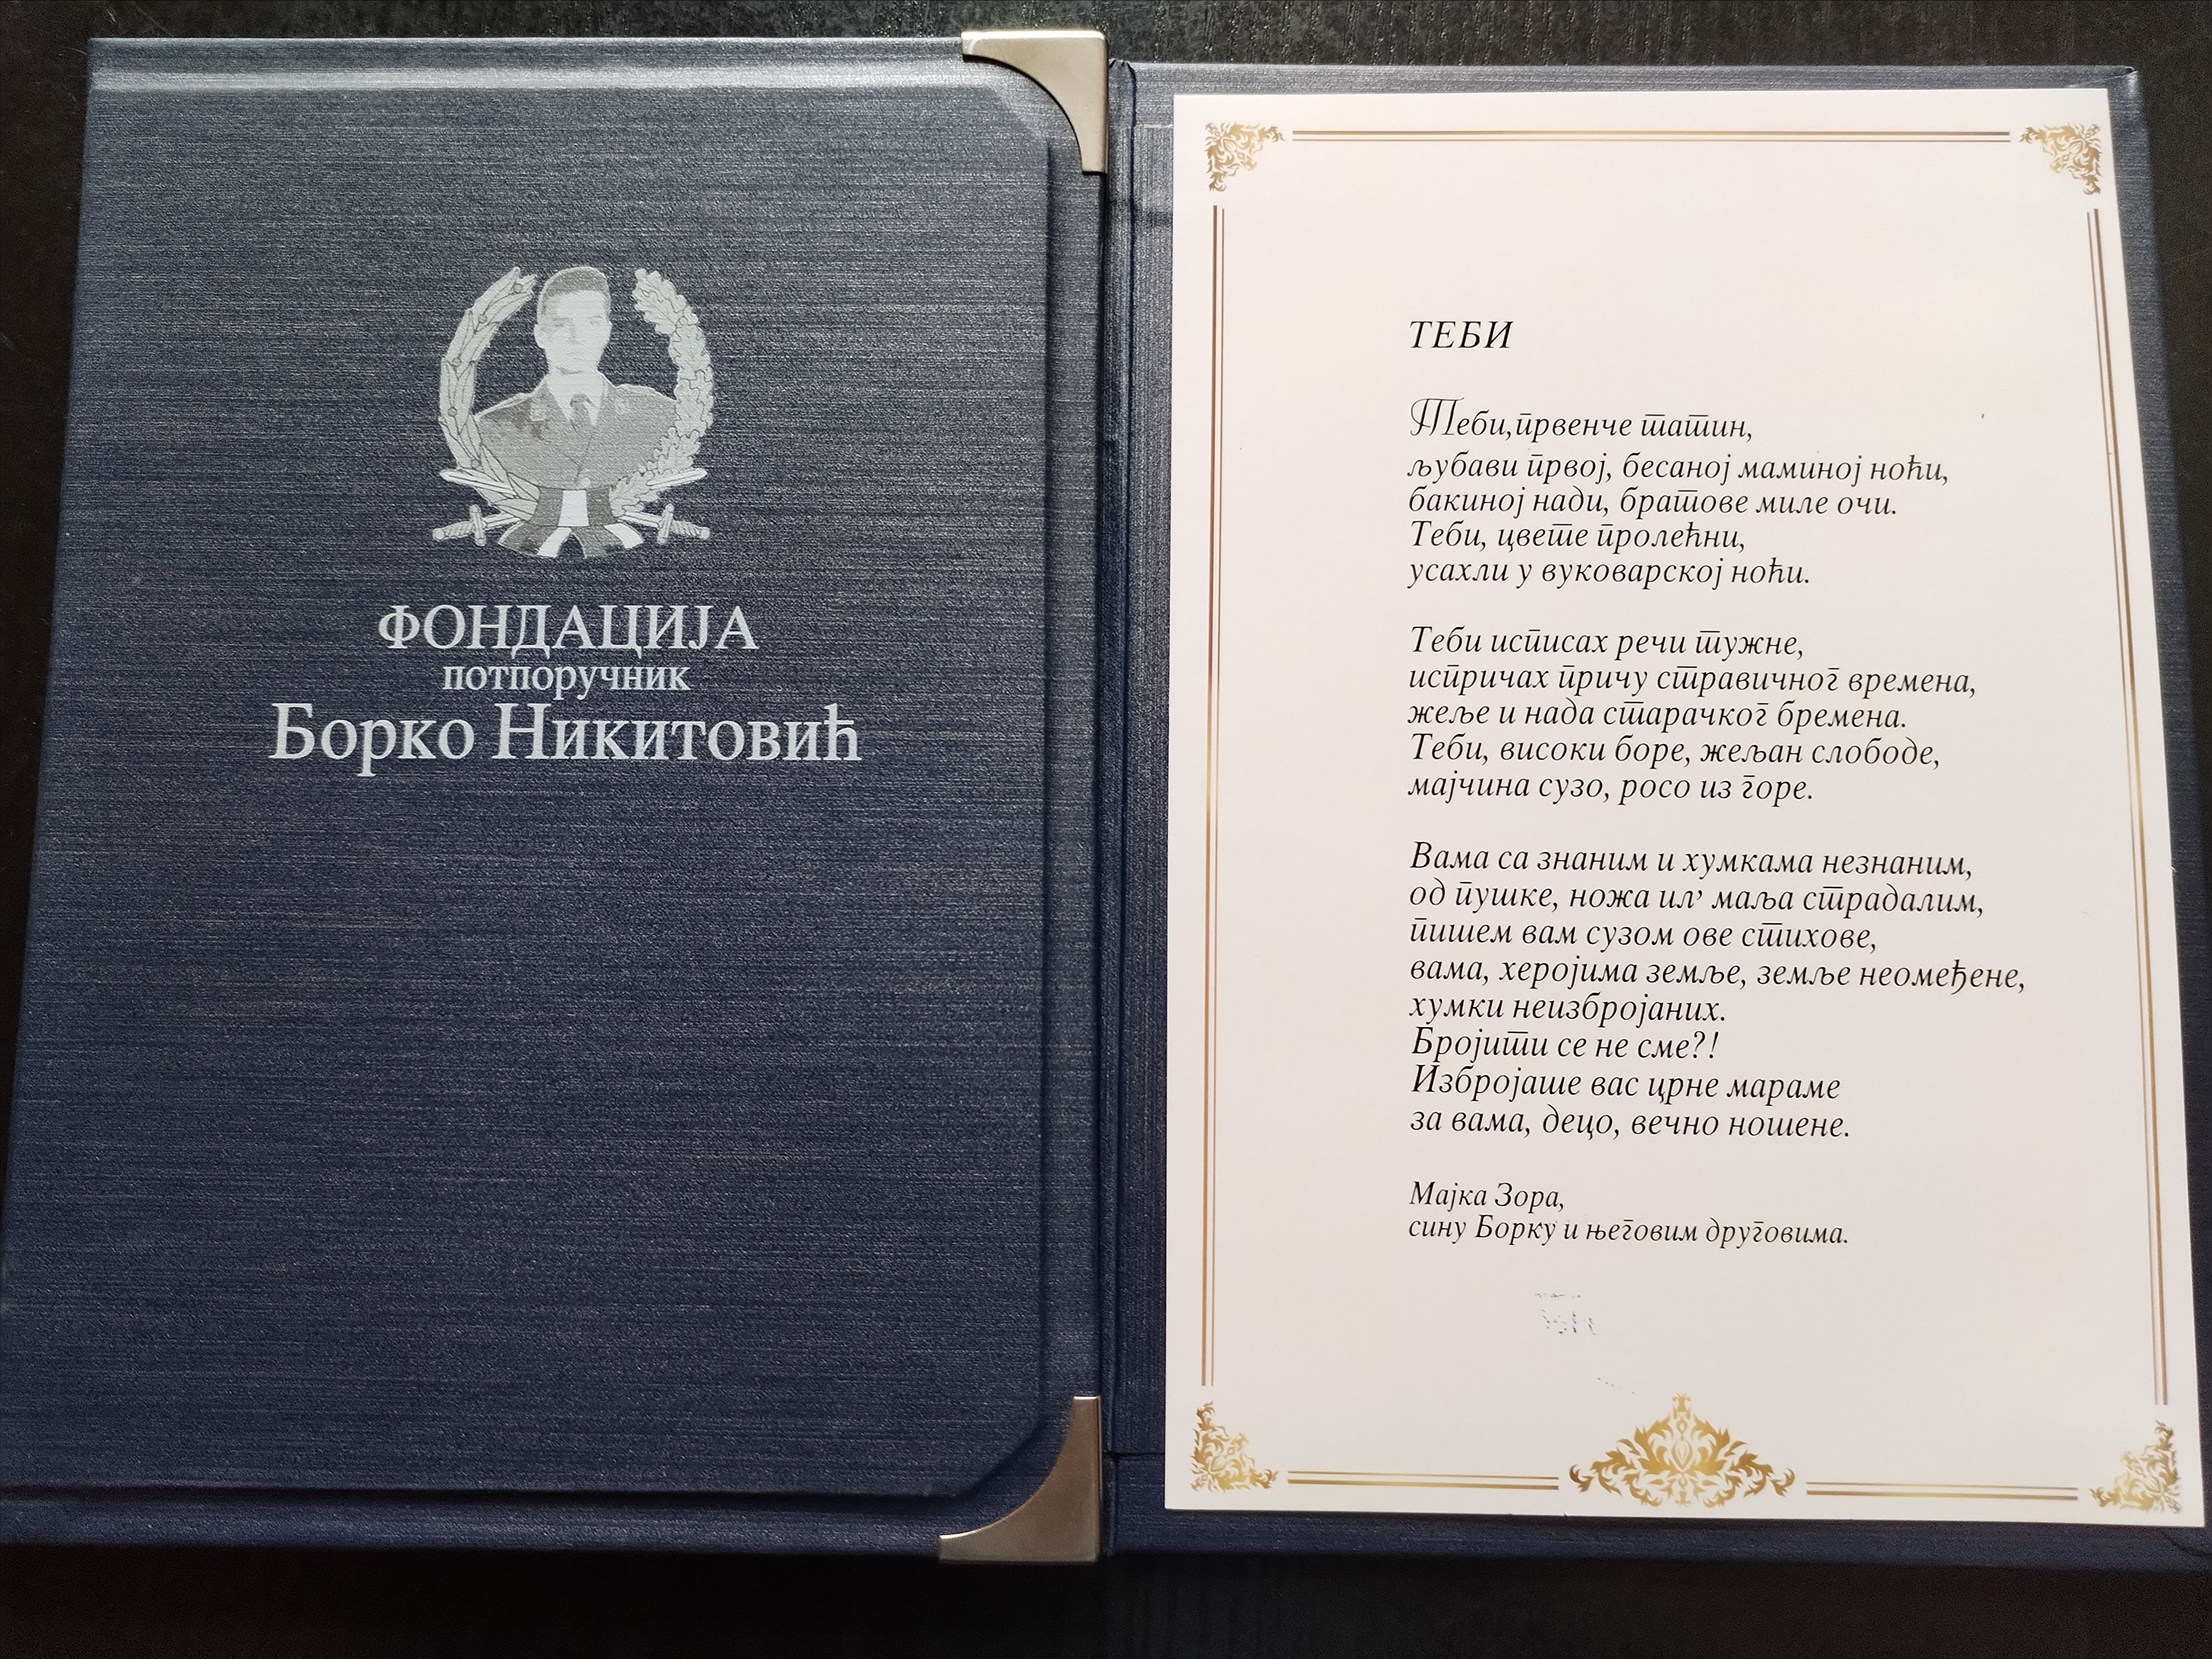 ФОНДАЦИЈА
потпоручник
Борко Никитовић
ТЕБИ
Теби,првенче татин,
љубави првој, бесаној маминој ноћи,
бакиној нади, братове миле очи.
Теби, цвете пролећни,
усахли у вуковарској ноћи.
Теби исписах речи тужне,
испричах причу стравичног времена,
жеље и нада старачког бремена.
Теби, високи боре, жељан слободе,
мајчина сузо, росо из горе.
Вама са знаним и хумкама незнаним,
од пушке, ножа ил’ маља страдалим,
пишем вам сузом ове стихове,
вама, херојима земље, земље неомеђене,
хумки неизбројаних.
Бројити се не сме?!
Избројаше вас црне мараме
за вама, децо, вечно ношене.
Мајка Зора,
сину Борку и његовим друговима.